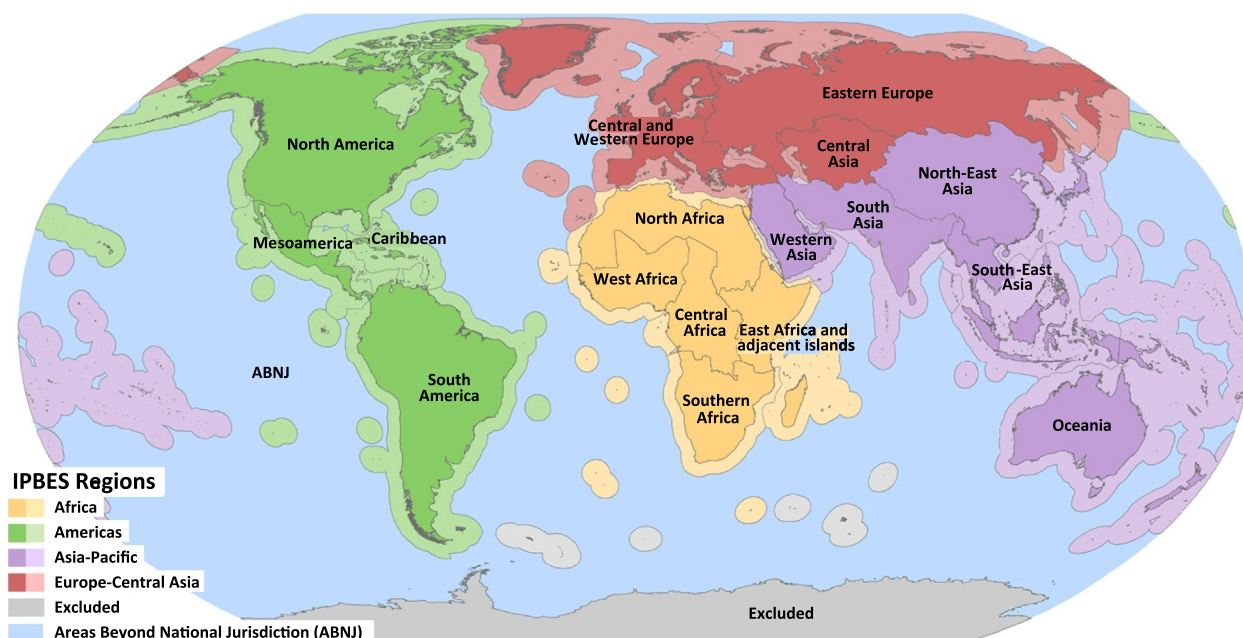 Eastern Europe
Central and
Western Europe
North America
Central
Asia
North-East
Asia
South
Asia
North Africa
Mesoamerica
Caribbean
Western
Asia
West Africa
South-East
Asia
Central
Africa
East Africa and
adjacent islands
ABNJ
South
America
Southern
Africa
Oceania
IPBES Regions
Africa
Americas
Asia-Pacific
Europe-Central Asia
Excluded
Areas Beyond National Jurisdiction (ABNJ)
Excluded